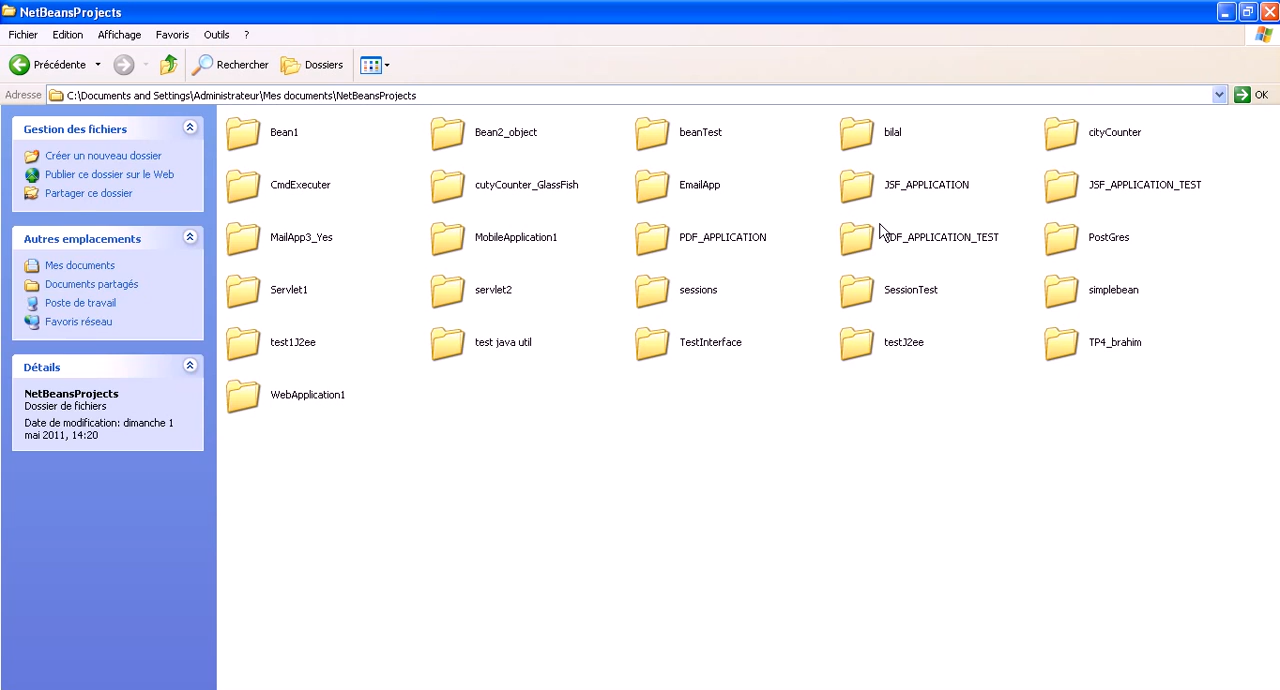 NetBeansProjects
Fichier Edition Affichage Favoris Outils ?
Précédente Rechercher Dossiers
Adresse C:\Documents and Settings\Administrateur\Mes documents\NetBeansProjects OK
Gestion des fichiers
Créer un nouveau dossier
Publier ce dossier sur le Web
Partager ce dossier
Autres emplacements
Mes documents
Documents partagés
Poste de travail
Favoris réseau
Détails
NetBeansProjects
Dossier de fichiers
Date de modification: dimanche 1
mai 2011, 14:20
Bean1 Bean2_object beanTest bilal cityCounter
CmdExecuter cutyCounter_GlassFish EmailApp JSF_APPLICATION JSF_APPLICATION_TEST
MailApp3_Yes MobileApplication1 PDF_APPLICATION PDF_APPLICATION_TEST PostGres
Servlet1 servlet2 sessions SessionTest simplebean
test1J2ee test java util TestInterface testJ2ee TP4_brahim
WebApplication1